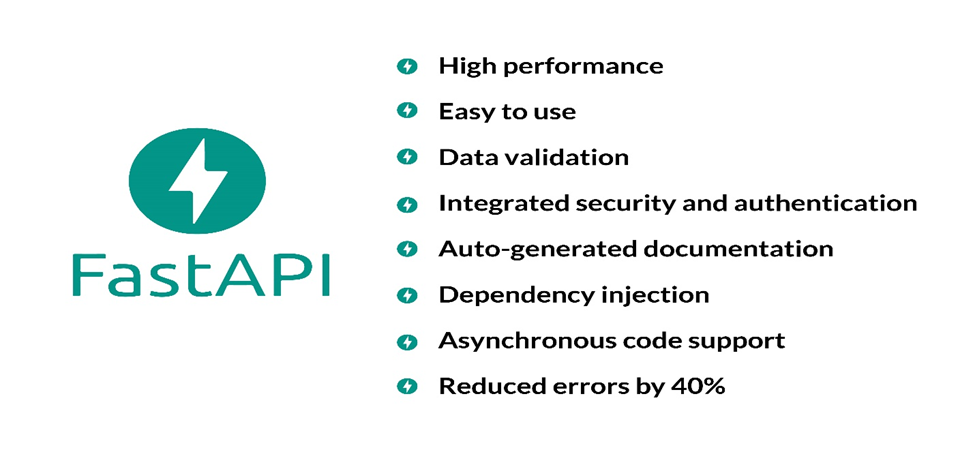 FastAPI
High performance
Easy to use
Data validation
Integrated security and authentication
Auto-generated documentation
Dependency injection
Asynchronous code support
Reduced errors by 40%